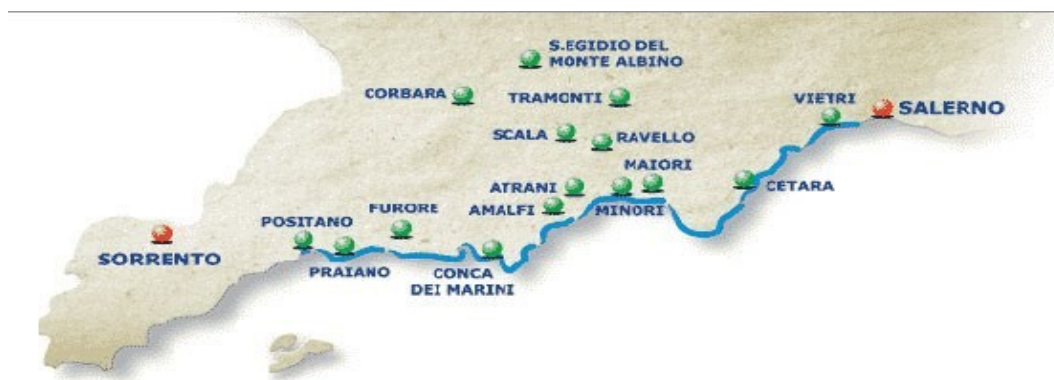 S.EGIDIO DEL
MONTE ALBINO
CORBARA
TRAMONTI
VIETRI
SALERNO
SCALA
RAVELLO
MAIORI
ATRANI
CETARA
AMALFI
MINORI
FURORE
POSITANO
SORRENTO
PRAIANO
CONCA
DEI MARINI